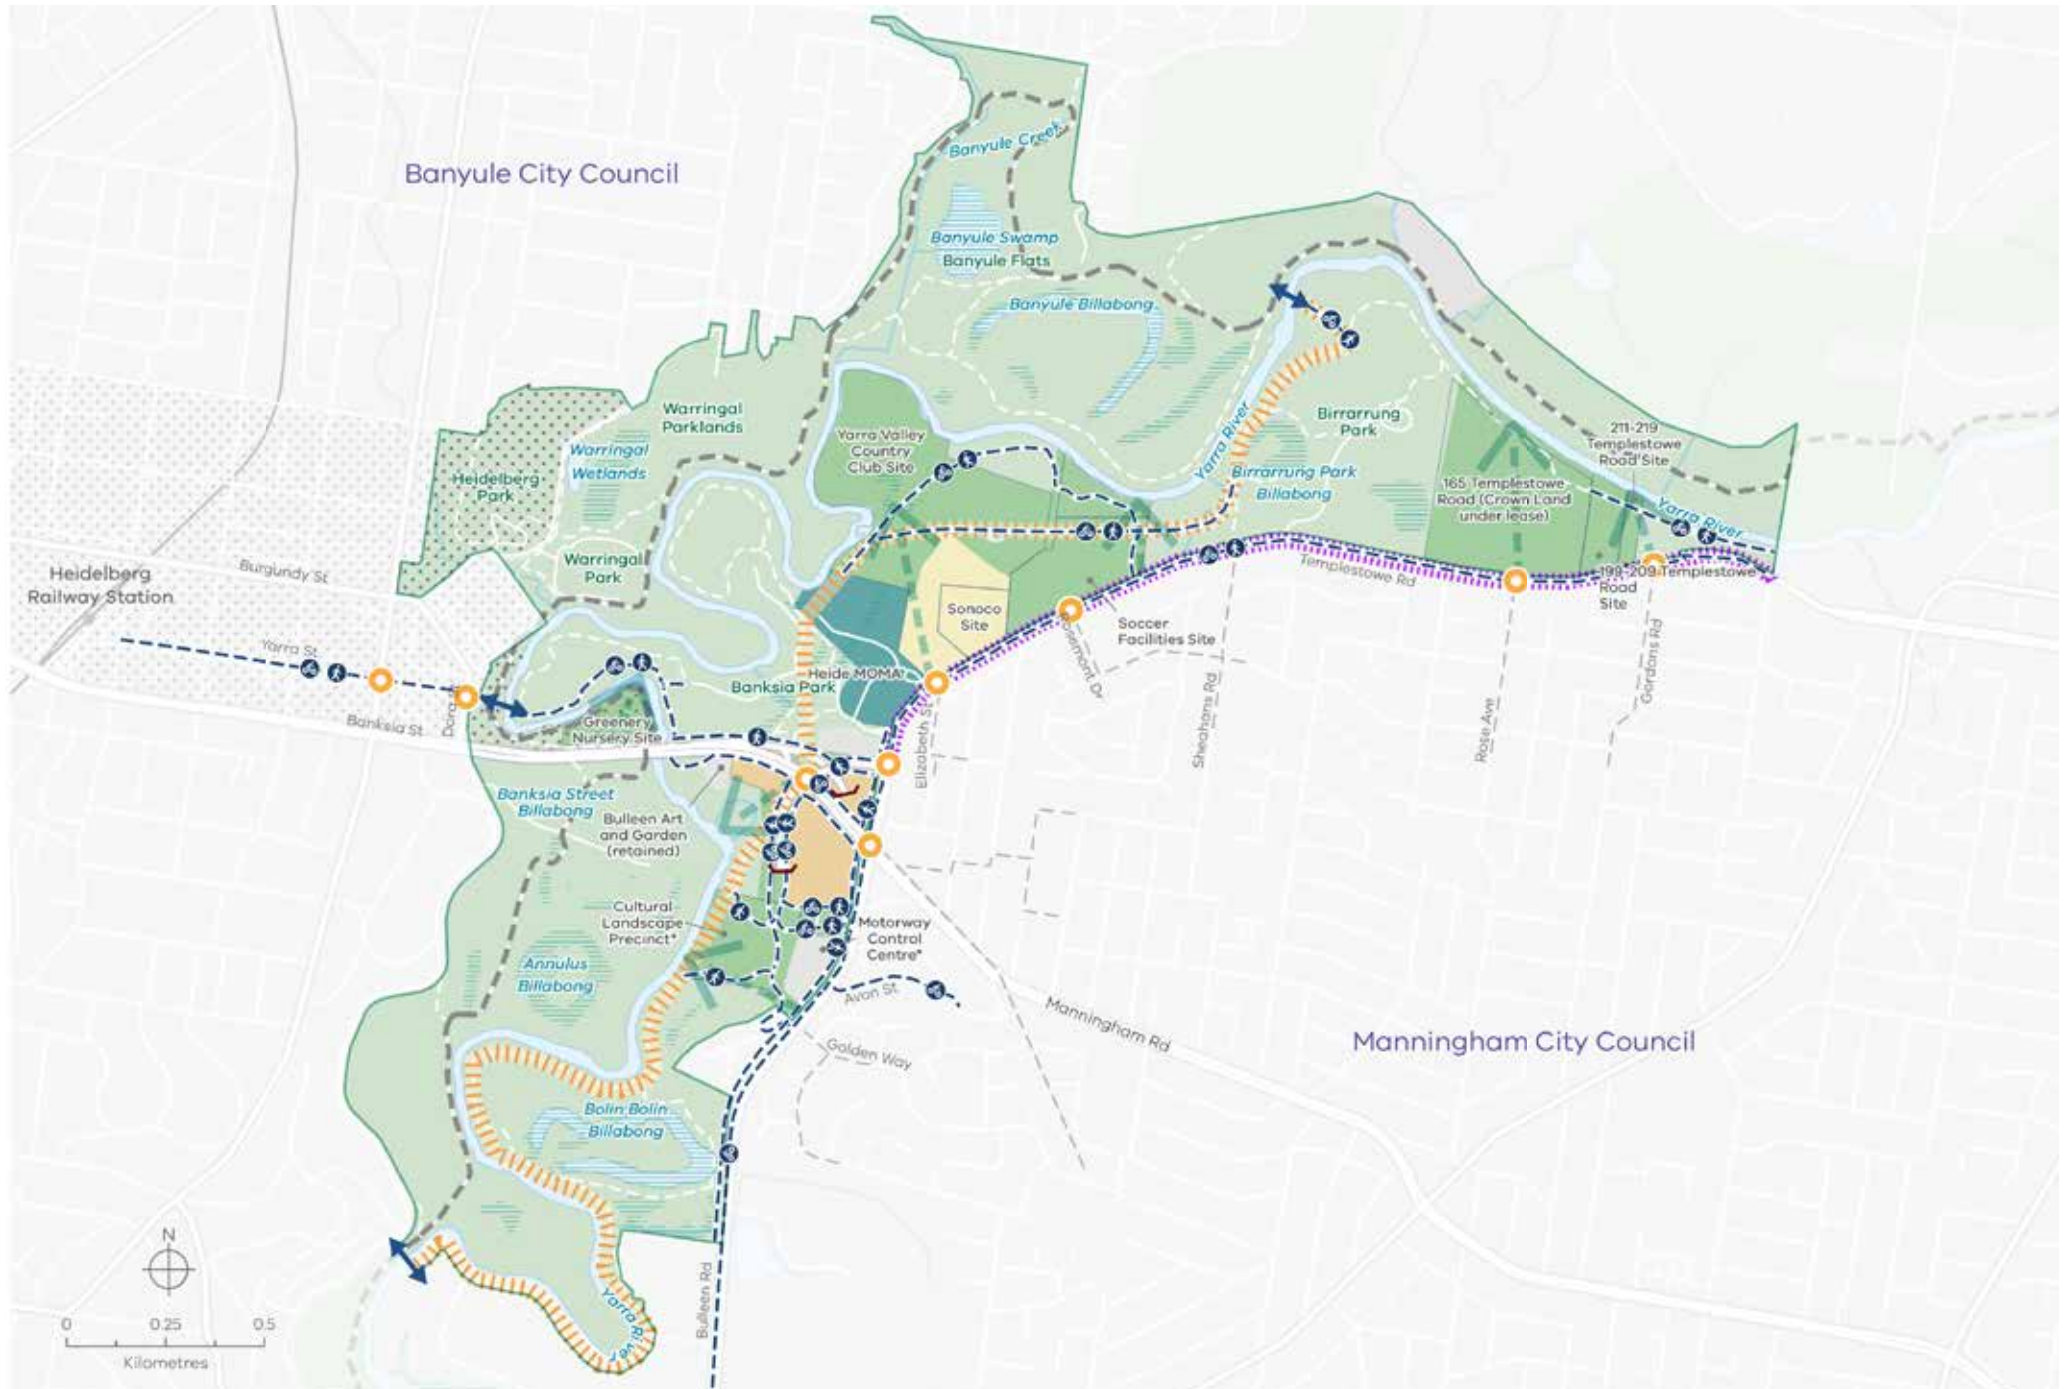 Banyule City Council
Banyule Creek
Banyule Swamp
Banyule Flats
Banyule Billabong
Warringal
Parklands
Yarra Valley
Country
Club Site
Yarra River
Birrarung
Park
211-219
Templestowe
Road Site
Warringal
Wetlands
Heidelberg
Park
Birrarung Park
Billabong
165 Templestowe
Road (Crown Land
under lease)
Yarra River
Warringal
Park
Burgundy St
Heidelberg
Railway Station
Templestowe Rd
199-209 Templestowe
Road
Site
Sonoco
Site
Soccer
Facilities Site
Rosemont Dr
Sheahans Rd
Rose Ave
Gordons Rd
Yarra St
Banksia St
Dora St
Heide MOMA
Banksia Park
Elizabeth St
Greenery
Nursery Site
Banksia Street
Billabong
Bulleen Art
and Garden
(retained)
Cultural
Landscape
Precinct*
Motorway
Control
Centre*
Annulus
Billabong
Avon St
Manningham Rd
Golden Way
Manningham City Council
Bolin Bolin
Billabong
Bulleen Rd
Yarra River
N
0 0.25 0.5
Kilometres